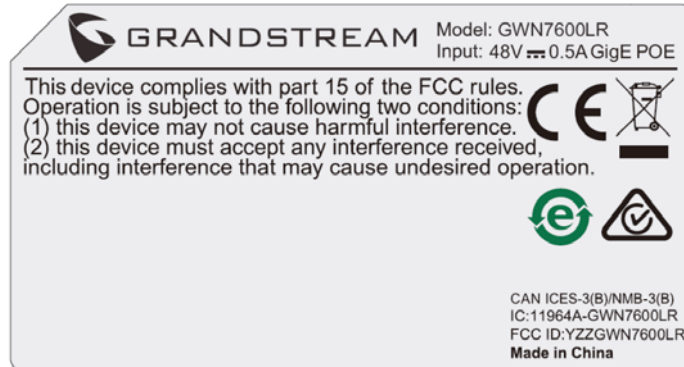 GRANDSTREAM
Model: GWN7600LR
Input: 48V ⎓ 0.5A GigE POE
This device complies with part 15 of the FCC rules.
Operation is subject to the following two conditions:
(1) this device may not cause harmful interference.
(2) this device must accept any interference received,
including interference that may cause undesired operation.
CE
e
CAN ICES-3(B)/NMB-3(B)
IC:11964A-GWN7600LR
FCC ID:YZZGWN7600LR
Made in China